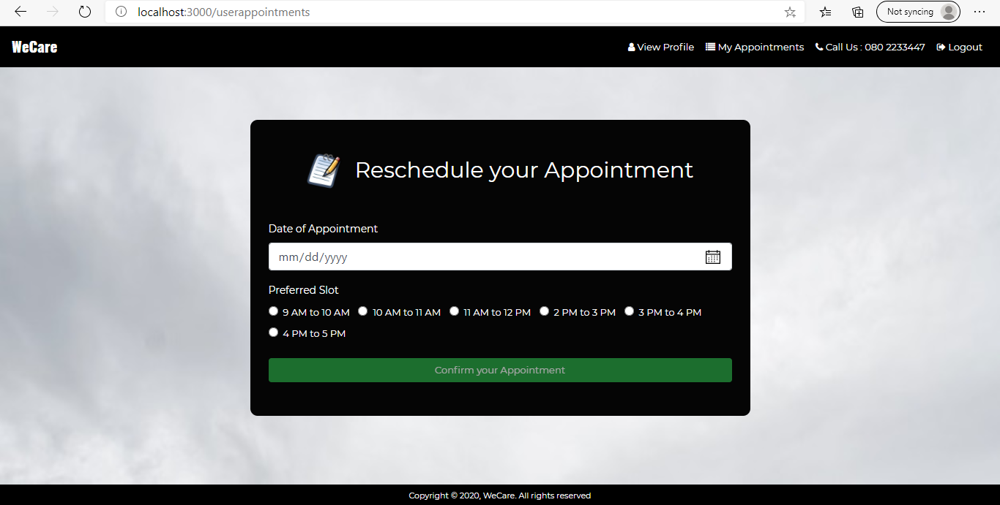 localhost:3000/userappointments
Not syncing
WeCare
View Profile
My Appointments
Call Us : 080 2233447
Logout
Reschedule your Appointment
Date of Appointment
mm/dd/yyyy
Preferred Slot
9 AM to 10 AM 10 AM to 11 AM 11 AM to 12 PM 2 PM to 3 PM 3 PM to 4 PM
4 PM to 5 PM
Confirm your Appointment
Copyright © 2020, WeCare. All rights reserved